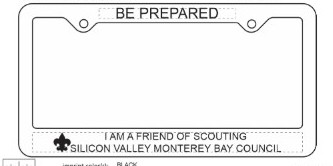 BE PREPARED
I AM A FRIEND OF SCOUTING
SILICON VALLEY MONTEREY BAY COUNCIL
imprint color(s): BLACK